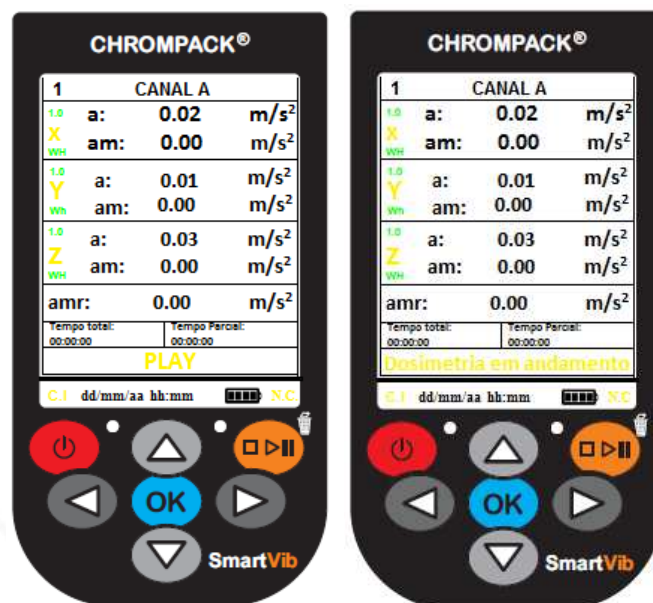 CHROMPACK®
1 CANAL A
1.0 X WH
a: 0.02 m/s²
am: 0.00 m/s²
1.0 Y Wh
a: 0.01 m/s²
am: 0.00 m/s²
1.0 Z WH
a: 0.03 m/s²
am: 0.00 m/s²
amr: 0.00 m/s²
Tempo total: Tempo Parcial:
00:00:00 00:00:00
PLAY
C.I dd/mm/aa hh:mm N.C
OK
SmartVib
CHROMPACK®
1 CANAL A
1.0 X WH
a: 0.02 m/s²
am: 0.00 m/s²
1.0 Y Wh
a: 0.01 m/s²
am: 0.00 m/s²
1.0 Z WH
a: 0.03 m/s²
am: 0.00 m/s²
amr: 0.00 m/s²
Tempo total: Tempo Parcial:
00:00:00 00:00:00
Dosimetria em andamento
C.I dd/mm/aa hh:mm N.C
OK
SmartVib